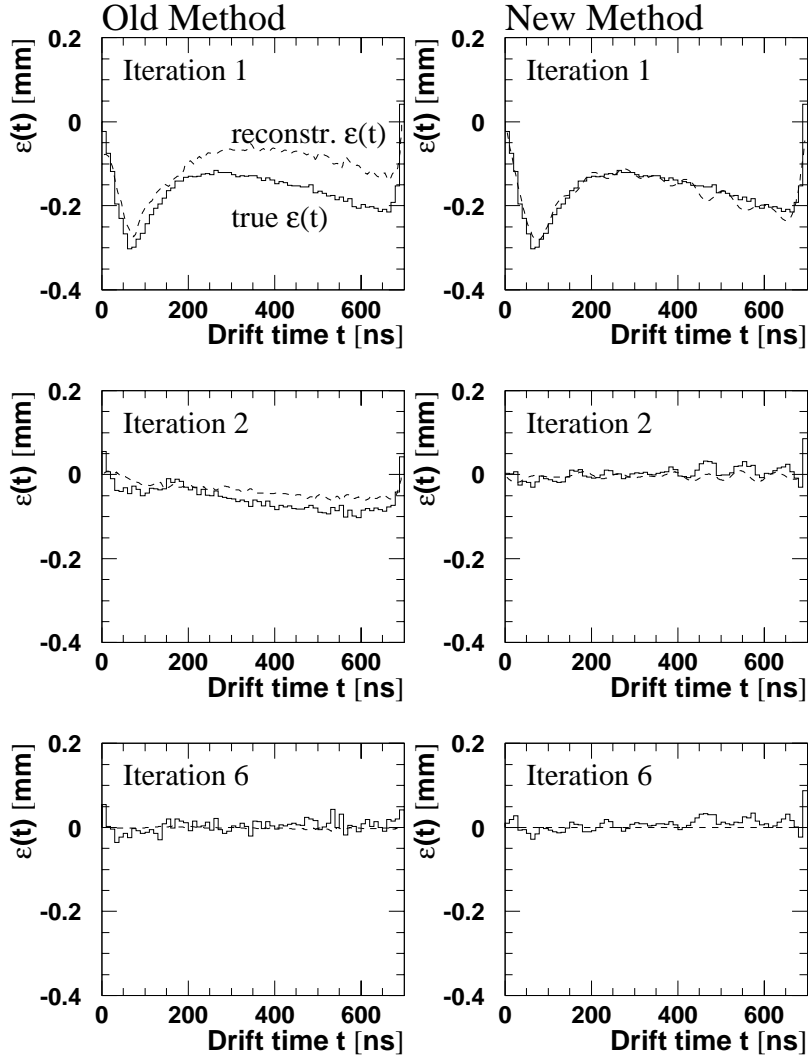 Old Method
New Method
0.2
0
-0.2
-0.4
ε(t) [mm]
Iteration 1
reconstr. ε(t)
true ε(t)
0 200 400 600
Drift time t [ns]
0.2
0
-0.2
-0.4
ε(t) [mm]
Iteration 1
0 200 400 600
Drift time t [ns]
0.2
0
-0.2
-0.4
ε(t) [mm]
Iteration 2
0 200 400 600
Drift time t [ns]
0.2
0
-0.2
-0.4
ε(t) [mm]
Iteration 2
0 200 400 600
Drift time t [ns]
0.2
0
-0.2
-0.4
ε(t) [mm]
Iteration 6
0 200 400 600
Drift time t [ns]
0.2
0
-0.2
-0.4
ε(t) [mm]
Iteration 6
0 200 400 600
Drift time t [ns]